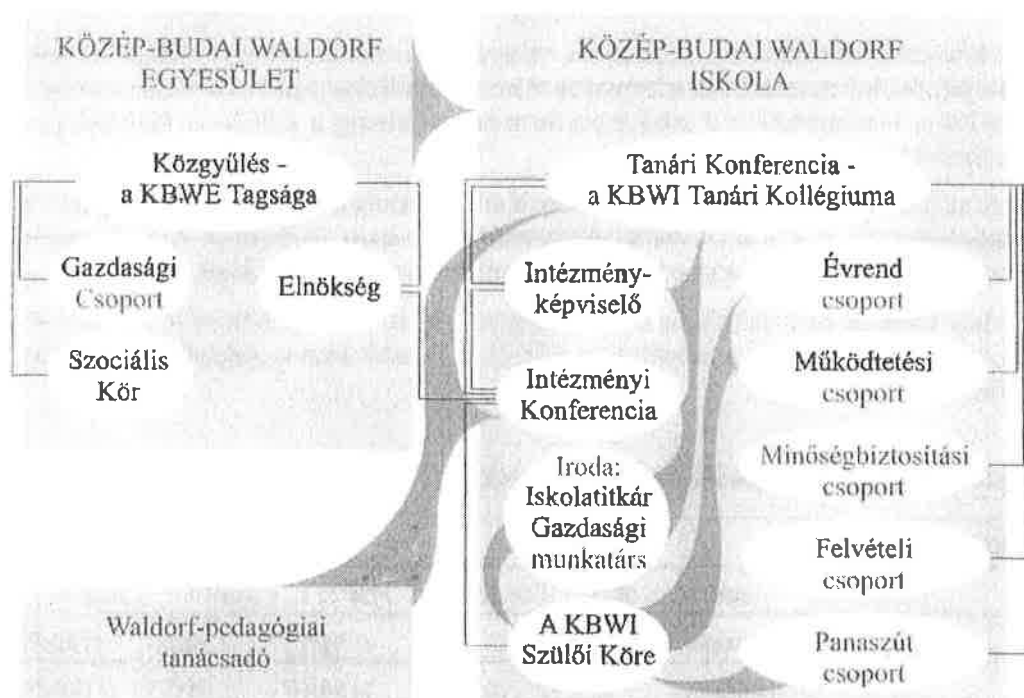 KÖZÉP-BUDAI WALDORF
EGYESÜLET
Közgyűlés -
a KBWE Tagsága
Gazdasági
Csoport
Elnökség
Szociális
Kör
Waldorf-pedagógiai
tanácsadó
KÖZÉP-BUDAI WALDORF
ISKOLA
Tanári Konferencia -
a KBWI Tanári Kollégiuma
Intézmény-
képviselő
Intézményi
Konferencia
Iroda:
Iskolatitkár
Gazdasági
munkatárs
A KBWI
Szülői Köre
Évrend
csoport
Működtetési
csoport
Minőségbiztosítási
csoport
Felvételi
csoport
Panaszút
csoport